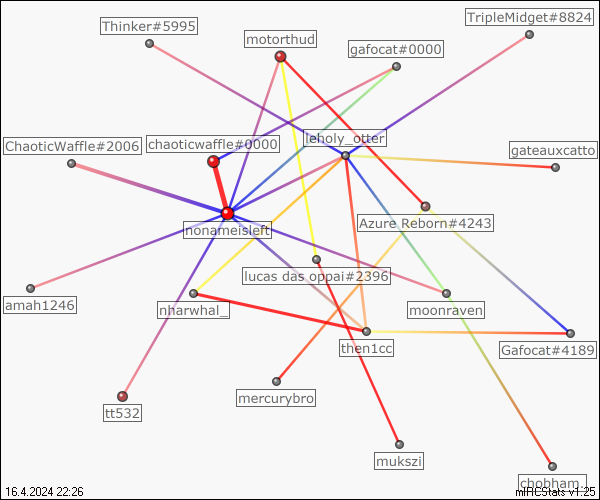 Thinker#5995
TripleMidget#8824
motorthud
gafocat#0000
leholy_otter
chaoticwaffle#0000
ChaoticWaffle#2006
gateauxcatto
Azure Reborn#4243
nonameisleft
lucas das oppai#2396
amah1246
nharwhal_
moonraven
then1cc
Gafocat#4189
mercurybro
tt532
mukszi
chobham_
16.4.2024 22:26
mIRCStats v1.25